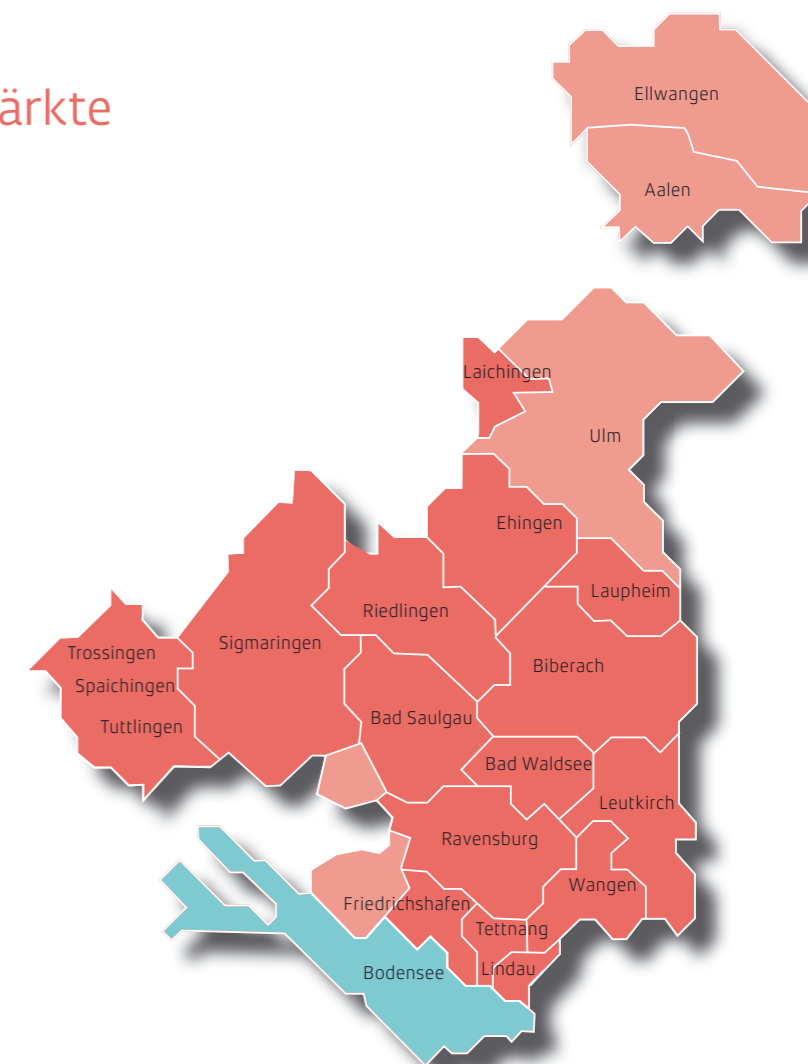 ärkte
Ellwangen
Aalen
Laichingen
Ulm
Ehingen
Laupheim
Riedlingen
Sigmaringen
Trossingen
Biberach
Spaichingen
Bad Saulgau
Tuttlingen
Bad Waldsee
Leutkirch
Ravensburg
Wangen
Friedrichshafen
Tettnang
Lindau
Bodensee